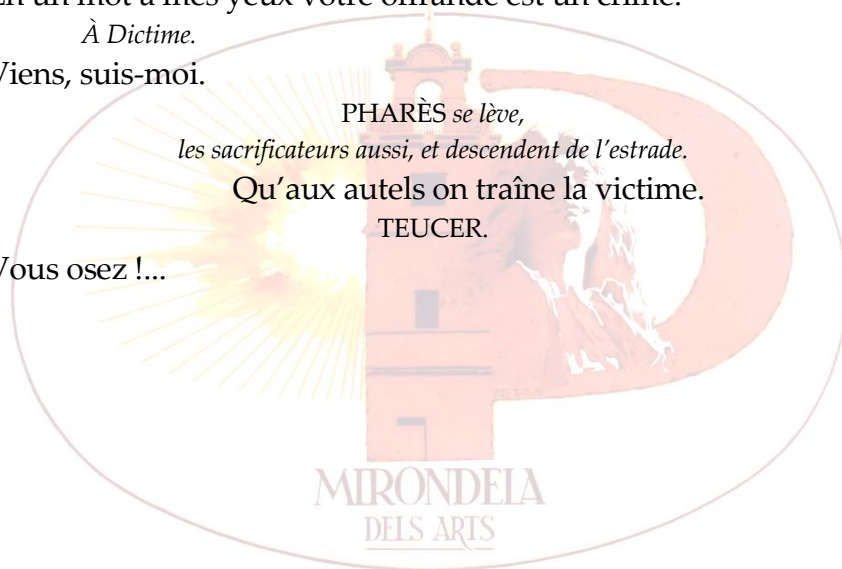 En un mot à mes yeux votre offrande est un crime.
À Dictime.
Viens, suis-moi.
PHARÈS se lève,
les sacrificateurs aussi, et descendent de l'estrade.
Qu'aux autels on traîne la victime.
TEUCER.
Vous osez !...
MIRONDELA
DELS ARTS